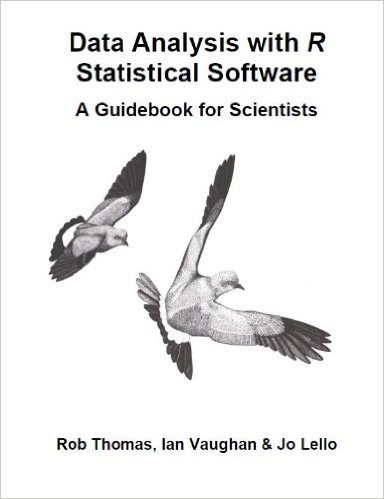 Data Analysis with R
Statistical Software
A Guidebook for Scientists
Rob Thomas, Ian Vaughan & Jo Lello